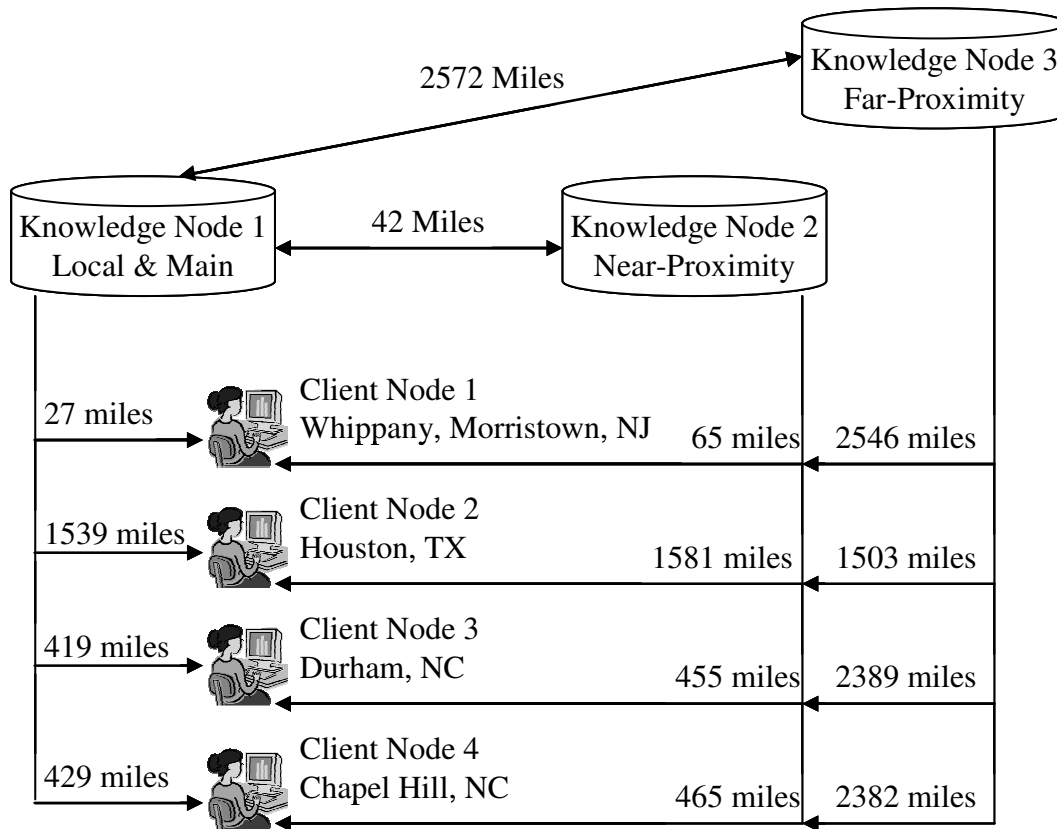 Knowledge Node 3
Far-Proximity
2572 Miles
Knowledge Node 1
Local & Main
42 Miles
Knowledge Node 2
Near-Proximity
Client Node 1
Whippany, Morristown, NJ
27 miles
65 miles
2546 miles
Client Node 2
Houston, TX
1539 miles
1581 miles
1503 miles
Client Node 3
Durham, NC
419 miles
455 miles
2389 miles
Client Node 4
Chapel Hill, NC
429 miles
465 miles
2382 miles